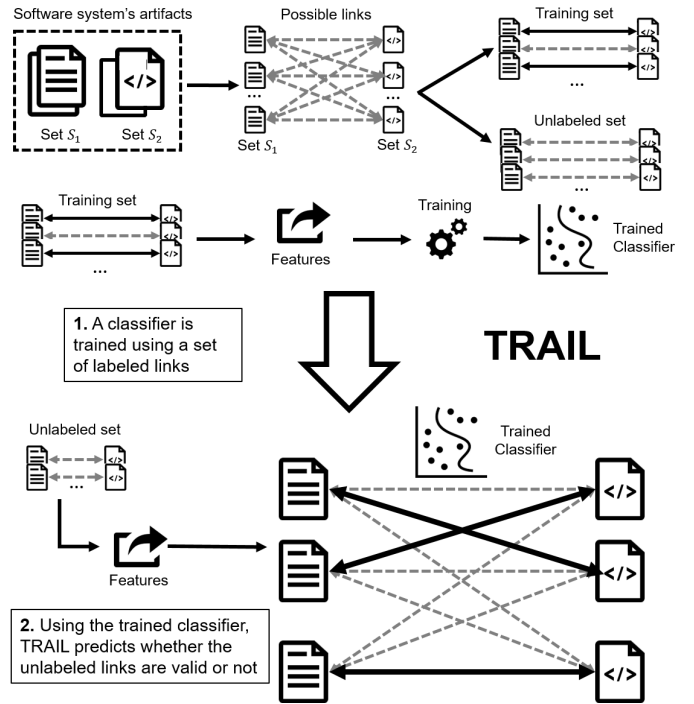 Software system's artifacts
Possible links
Training set
</>
Set S₁
Set S₂
...
</>
</>
...
</>
Set S₁
Set S₂
</>
</>
</>
...
Unlabeled set
</>
</>
</>
...
Training set
</>
</>
</>
...
Features
Training
Trained
Classifier
1. A classifier is
trained using a set
of labeled links
TRAIL
Unlabeled set
</>
</>
...
Features
Trained
Classifier
</>
</>
</>
2. Using the trained classifier,
TRAIL predicts whether the
unlabeled links are valid or not